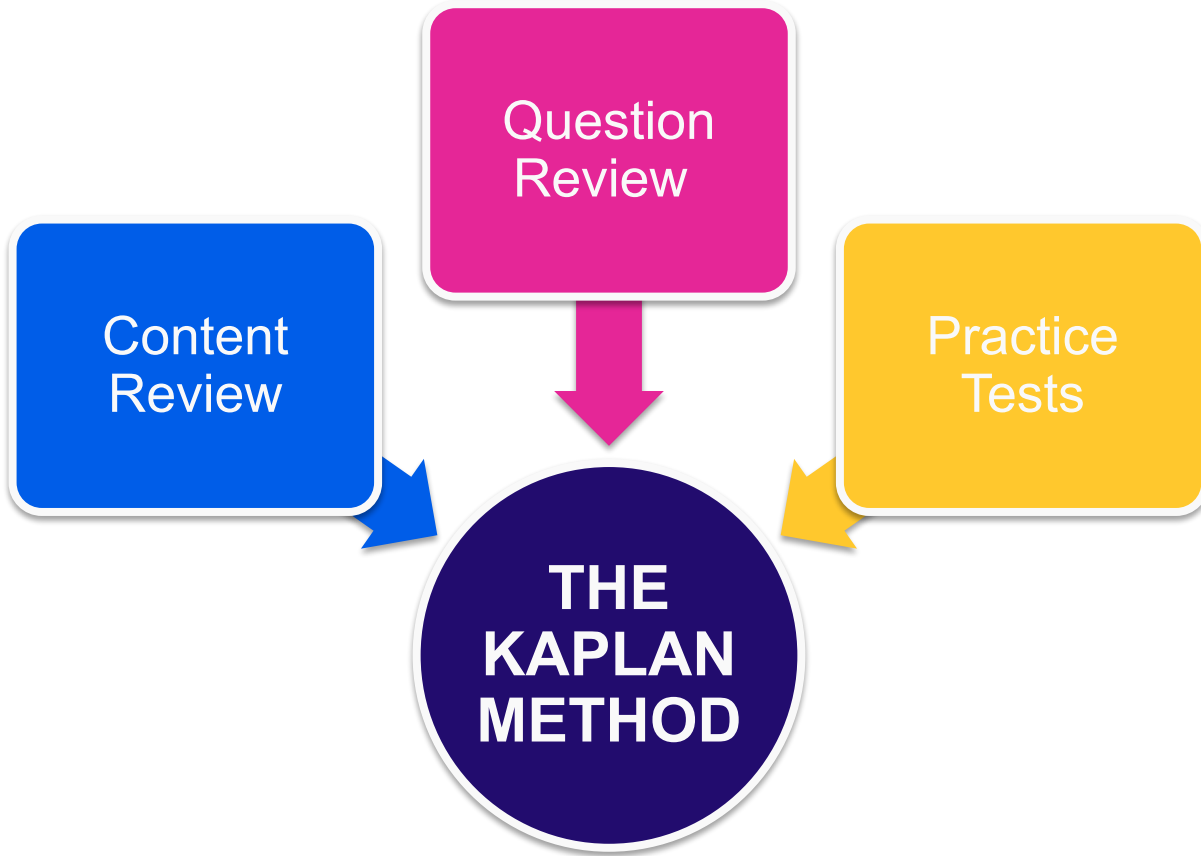 Question
Review
Content
Review
Practice
Tests
THE
KAPLAN
METHOD